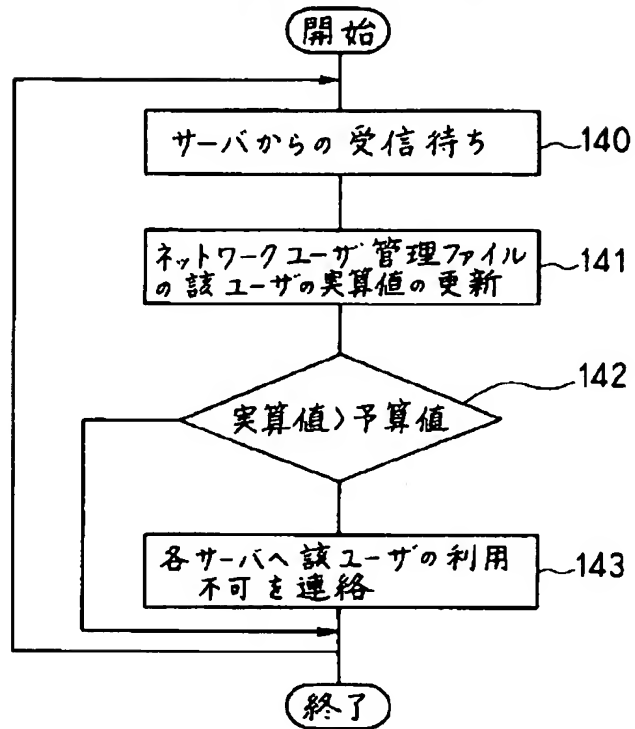 開始
サーバからの受信待ち
140
ネットワークユーザ管理ファイル
の該ユーザの実算値の更新
141
142
実算値>予算値
各サーバへ該ユーザの利用
不可を連絡
143
終了